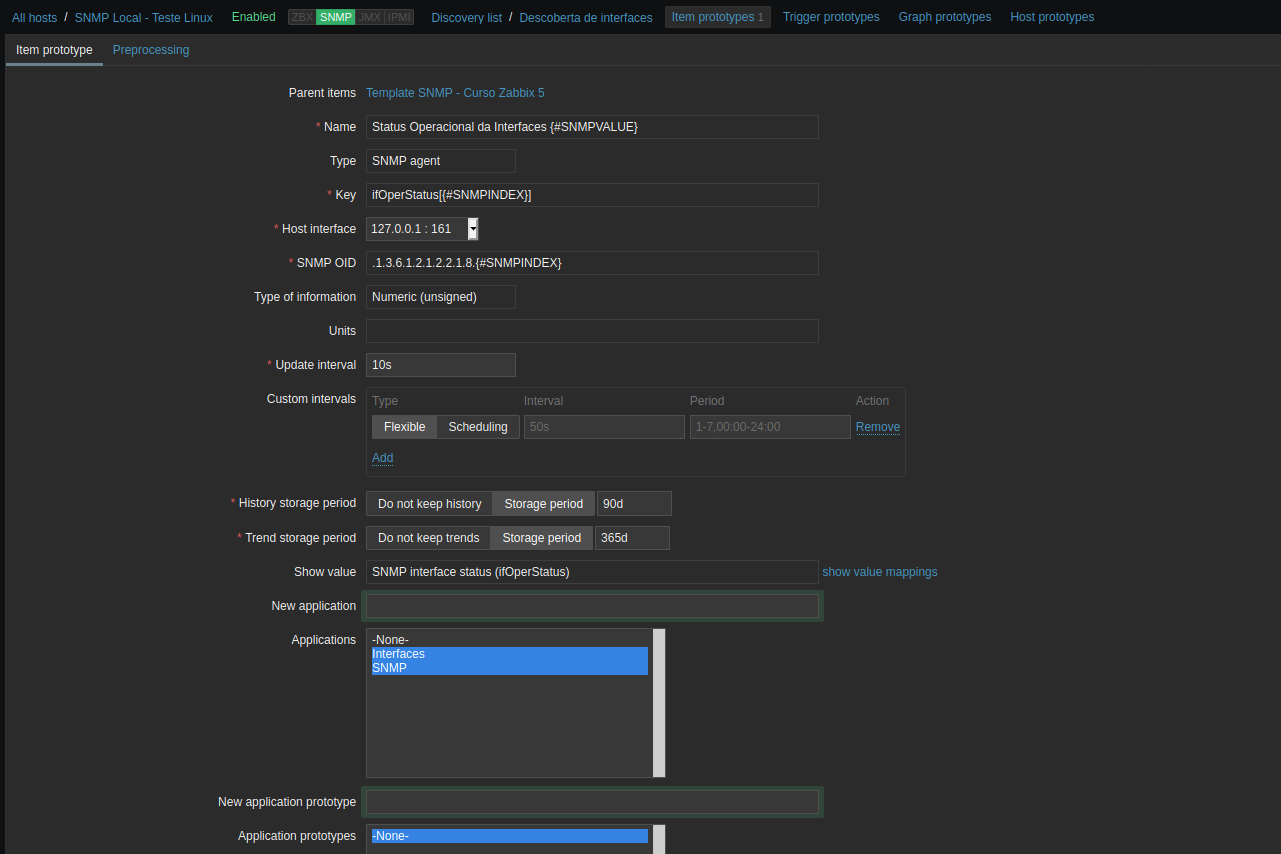 All hosts / SNMP Local - Teste Linux Enabled ZBX SNMP JMX IPMI Discovery list / Descoberta de interfaces Item prototypes 1 Trigger prototypes Graph prototypes Host prototypes
Item prototype Preprocessing
Parent items Template SNMP - Curso Zabbix 5
* Name Status Operacional da Interfaces {#SNMPVALUE}
Type SNMP agent
* Key ifOperStatus[{#SNMPINDEX}]
* Host interface 127.0.0.1 : 161
* SNMP OID .1.3.6.1.2.1.2.2.1.8.{#SNMPINDEX}
Type of information Numeric (unsigned)
Units
* Update interval 10s
Custom intervals Type Interval Period Action
Flexible Scheduling 50s 1-7,00:00-24:00 Remove
Add
* History storage period Do not keep history Storage period 90d
* Trend storage period Do not keep trends Storage period 365d
Show value SNMP interface status (ifOperStatus) show value mappings
New application
Applications -None-
Interfaces
SNMP
New application prototype
Application prototypes -None-